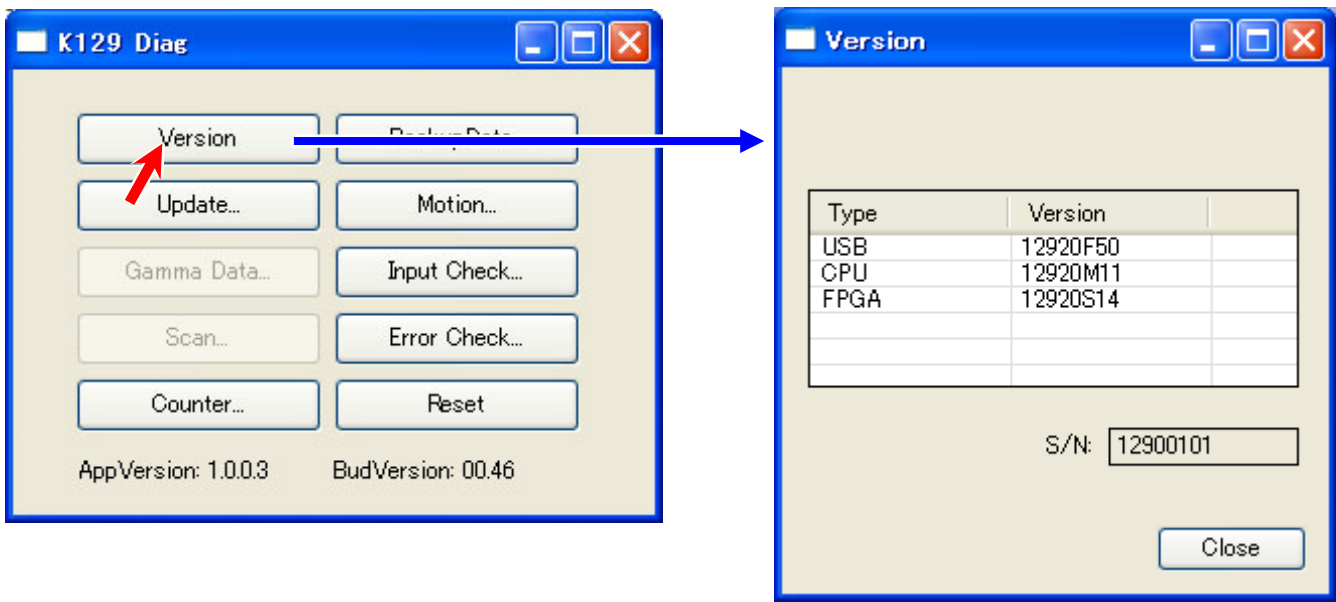 K129 Diag
Version
Update...
Motion...
Gamma Data...
Input Check...
Scan...
Error Check...
Counter...
Reset
AppVersion: 1.0.0.3
BudVersion: 00.46
Version
Type Version
USB 12920F50
CPU 12920M11
FPGA 12920S14
S/N: 12900101
Close